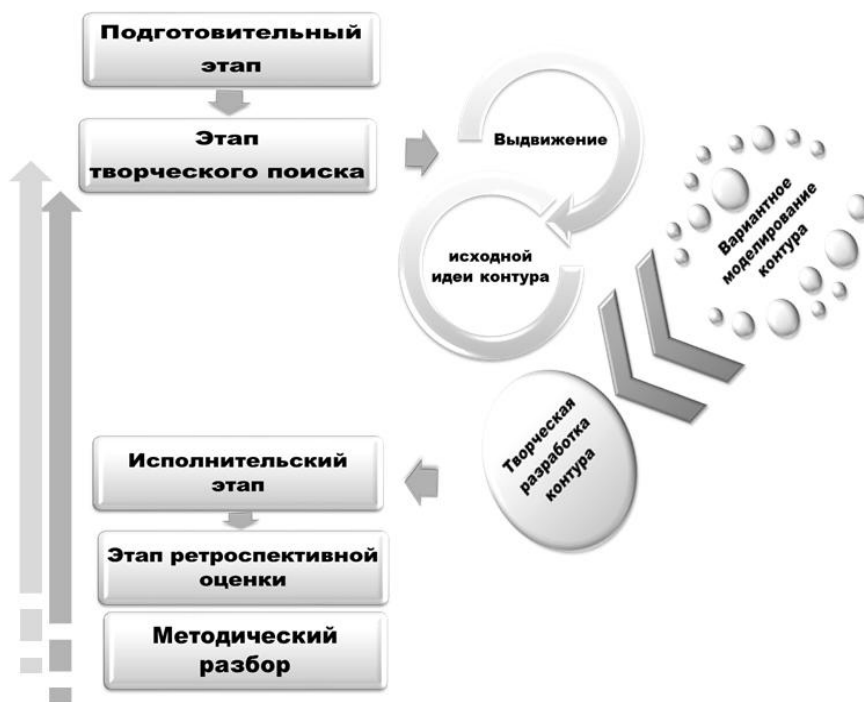 Подготовительный
этап
Этап
творческого поиска
Выдвижение
исходной
идеи контура
Вариантное
моделирование
контура
Творческая
разработка
контура
Исполнительский
этап
Этап ретроспективной
оценки
Методический
разбор